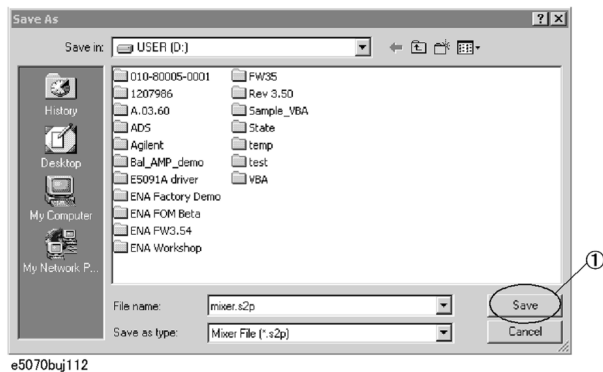 Save As
Save in:
USER (D:)
History
Desktop
My Computer
My Network P...
010-80005-0001
1207986
A.03.60
ADS
Agilent
Bal_AMP_demo
E5091A driver
ENA Factory Demo
ENA FOM Beta
ENA FW3.54
ENA Workshop
FW35
Rev 3.50
Sample_VBA
State
temp
test
VBA
①
File name:
mixer.s2p
Save
Save as type:
Mixer File (*.s2p)
Cancel
e5070buj112